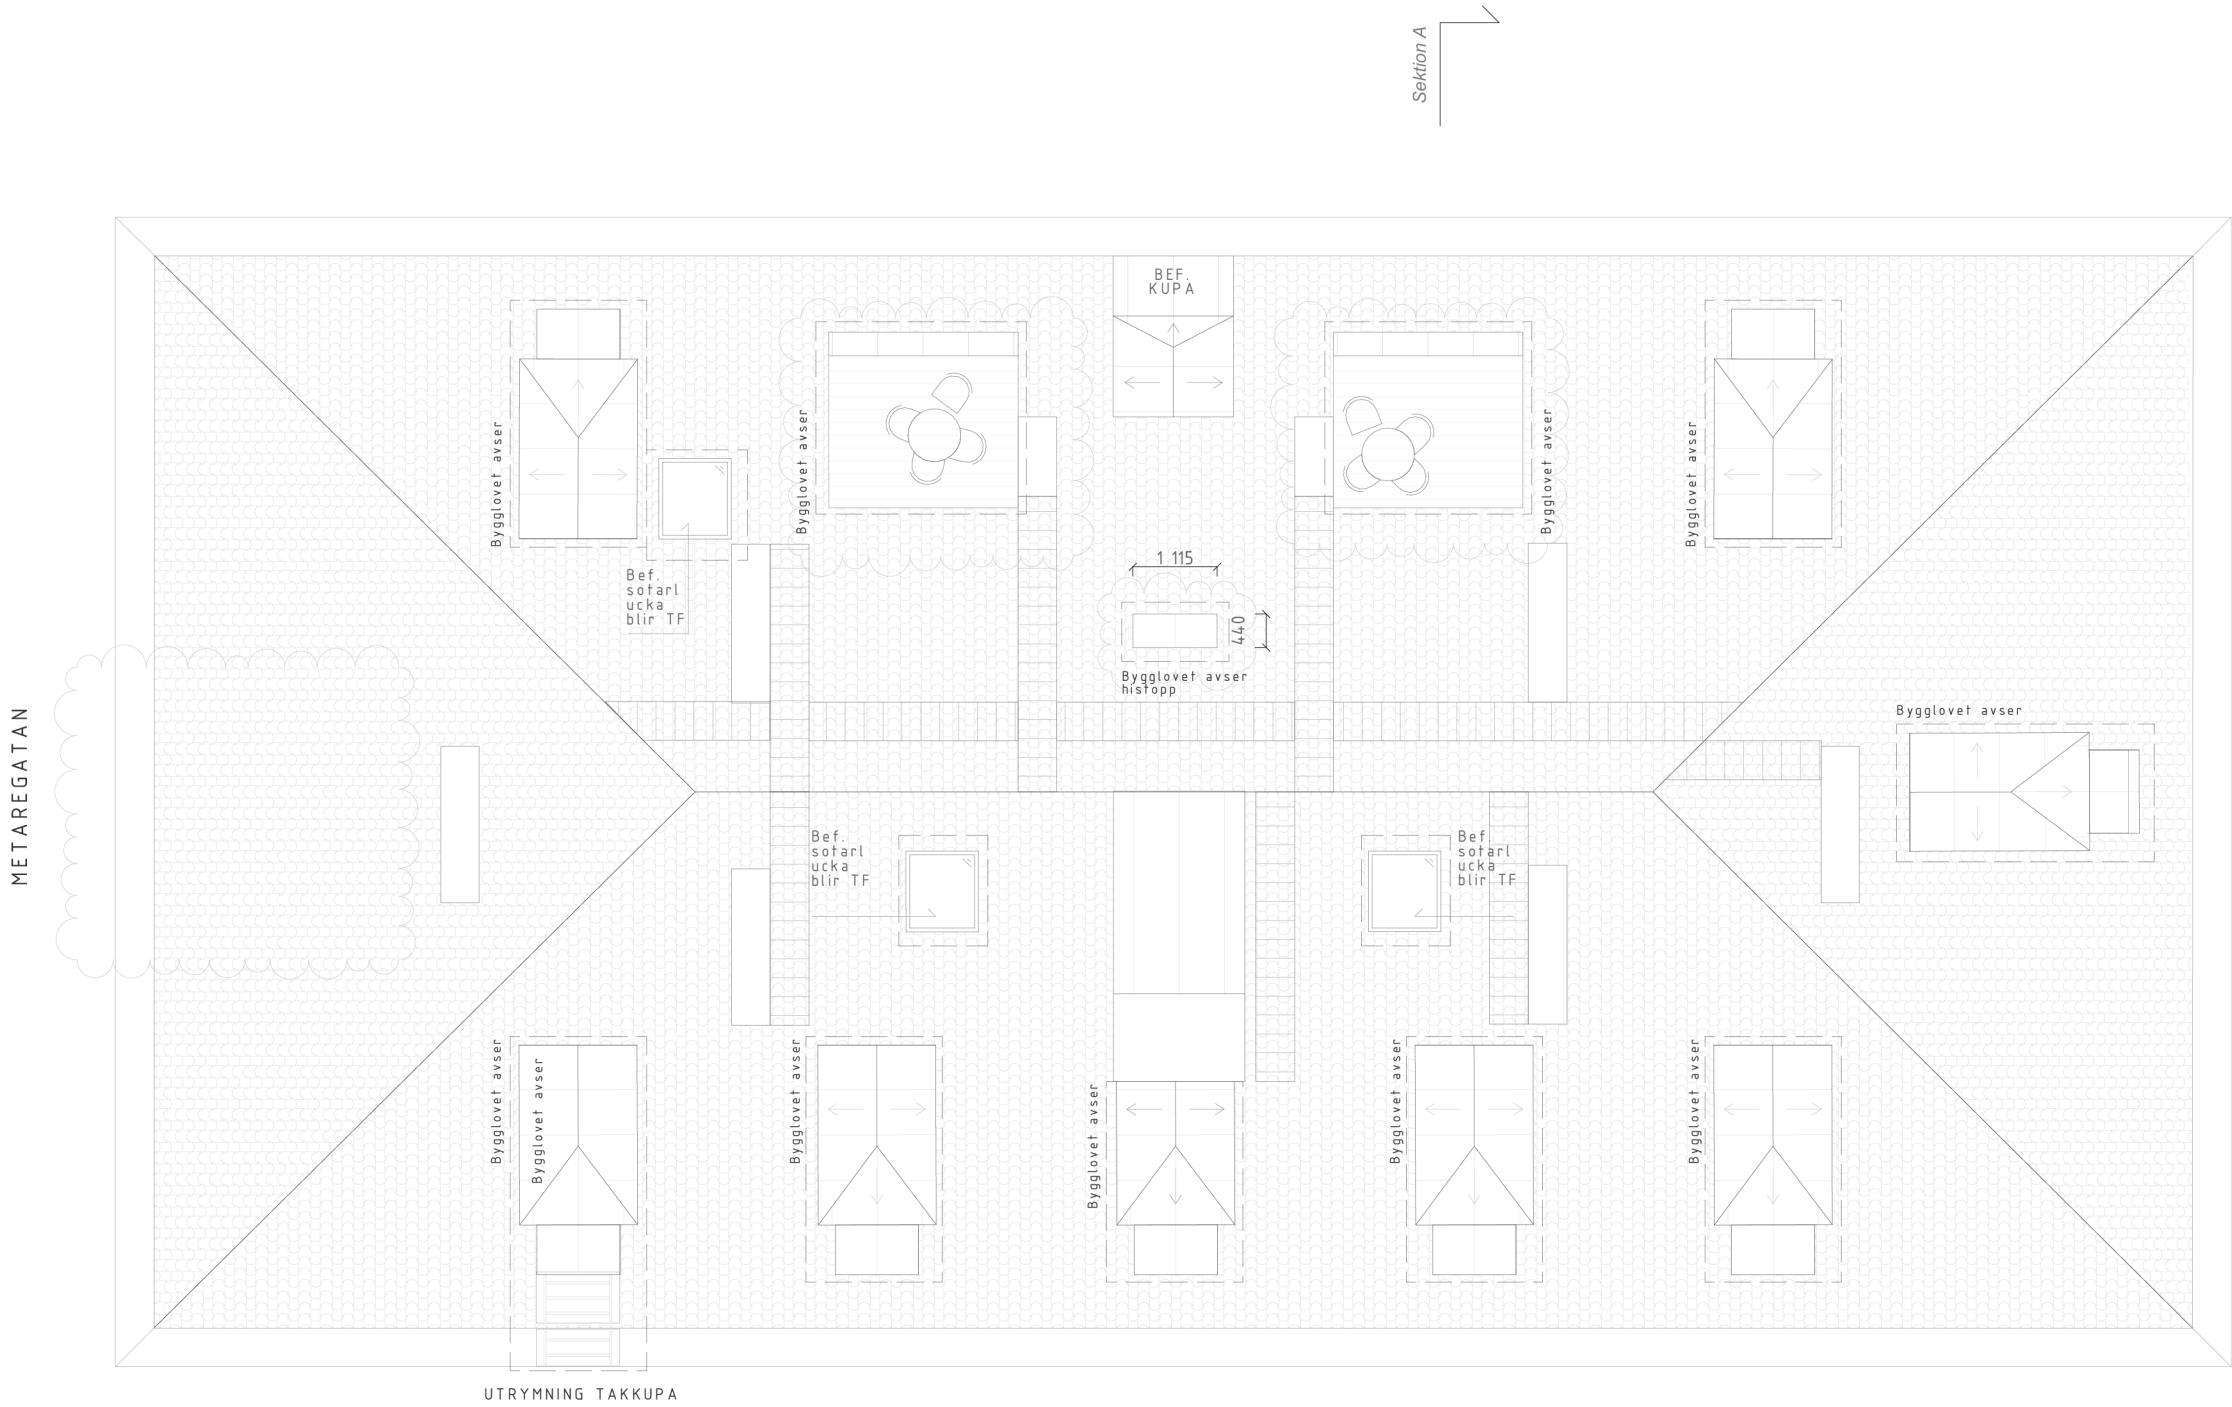 Sektion A
BEF.
KUPA
Bygglovet avser
Bygglovet avser
Bygglovet avser
Bygglovet avser
Bef.
sotarl
ucka
blir TF
1 115
440
Bygglovet avser
histopp
METAREGATAN
Bygglovet avser
Bef.
sotarl
ucka
blir TF
Bef.
sotarl
ucka
blir TF
Bygglovet avser
Bygglovet avser
Bygglovet avser
Bygglovet avser
Bygglovet avser
Bygglovet avser
UTRYMNING TAKKUPA